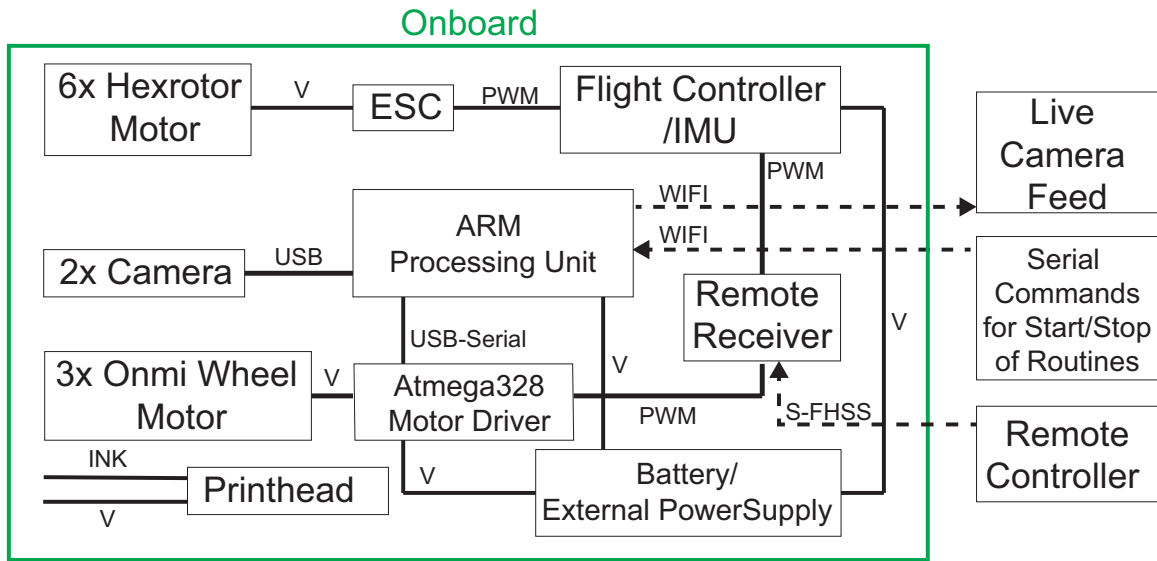 Onboard
6x Hexrotor
Motor
V
ESC
PWM
Flight Controller
/IMU
PWM
Live
Camera
Feed
WIFI
WIFI
ARM
Processing Unit
2x Camera
USB
Serial
Commands
for Start/Stop
of Routines
Remote
Receiver
V
USB-Serial
V
3x Onmi Wheel
Motor
V
Atmega328
Motor Driver
PWM
S-FHSS
Remote
Controller
INK
Printhead
V
V
Battery/
External PowerSupply